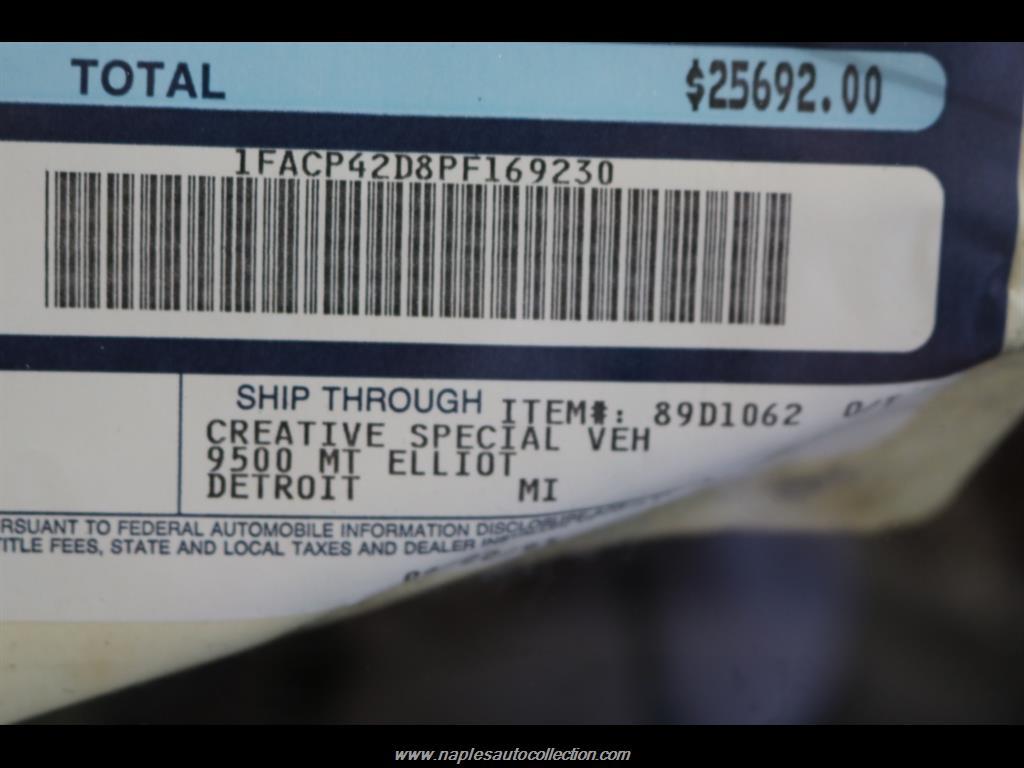 TOTAL $25692.00
1FACP42D8PF169230
SHIP THROUGH ITEM#: 89D1062
CREATIVE SPECIAL VEH
9500 MT ELLIOT
DETROIT MI
RSUANT TO FEDERAL AUTOMOBILE INFORMATION
ITLE FEES, STATE AND LOCAL TAXES AND DEALER
www.naplesautocollection.com